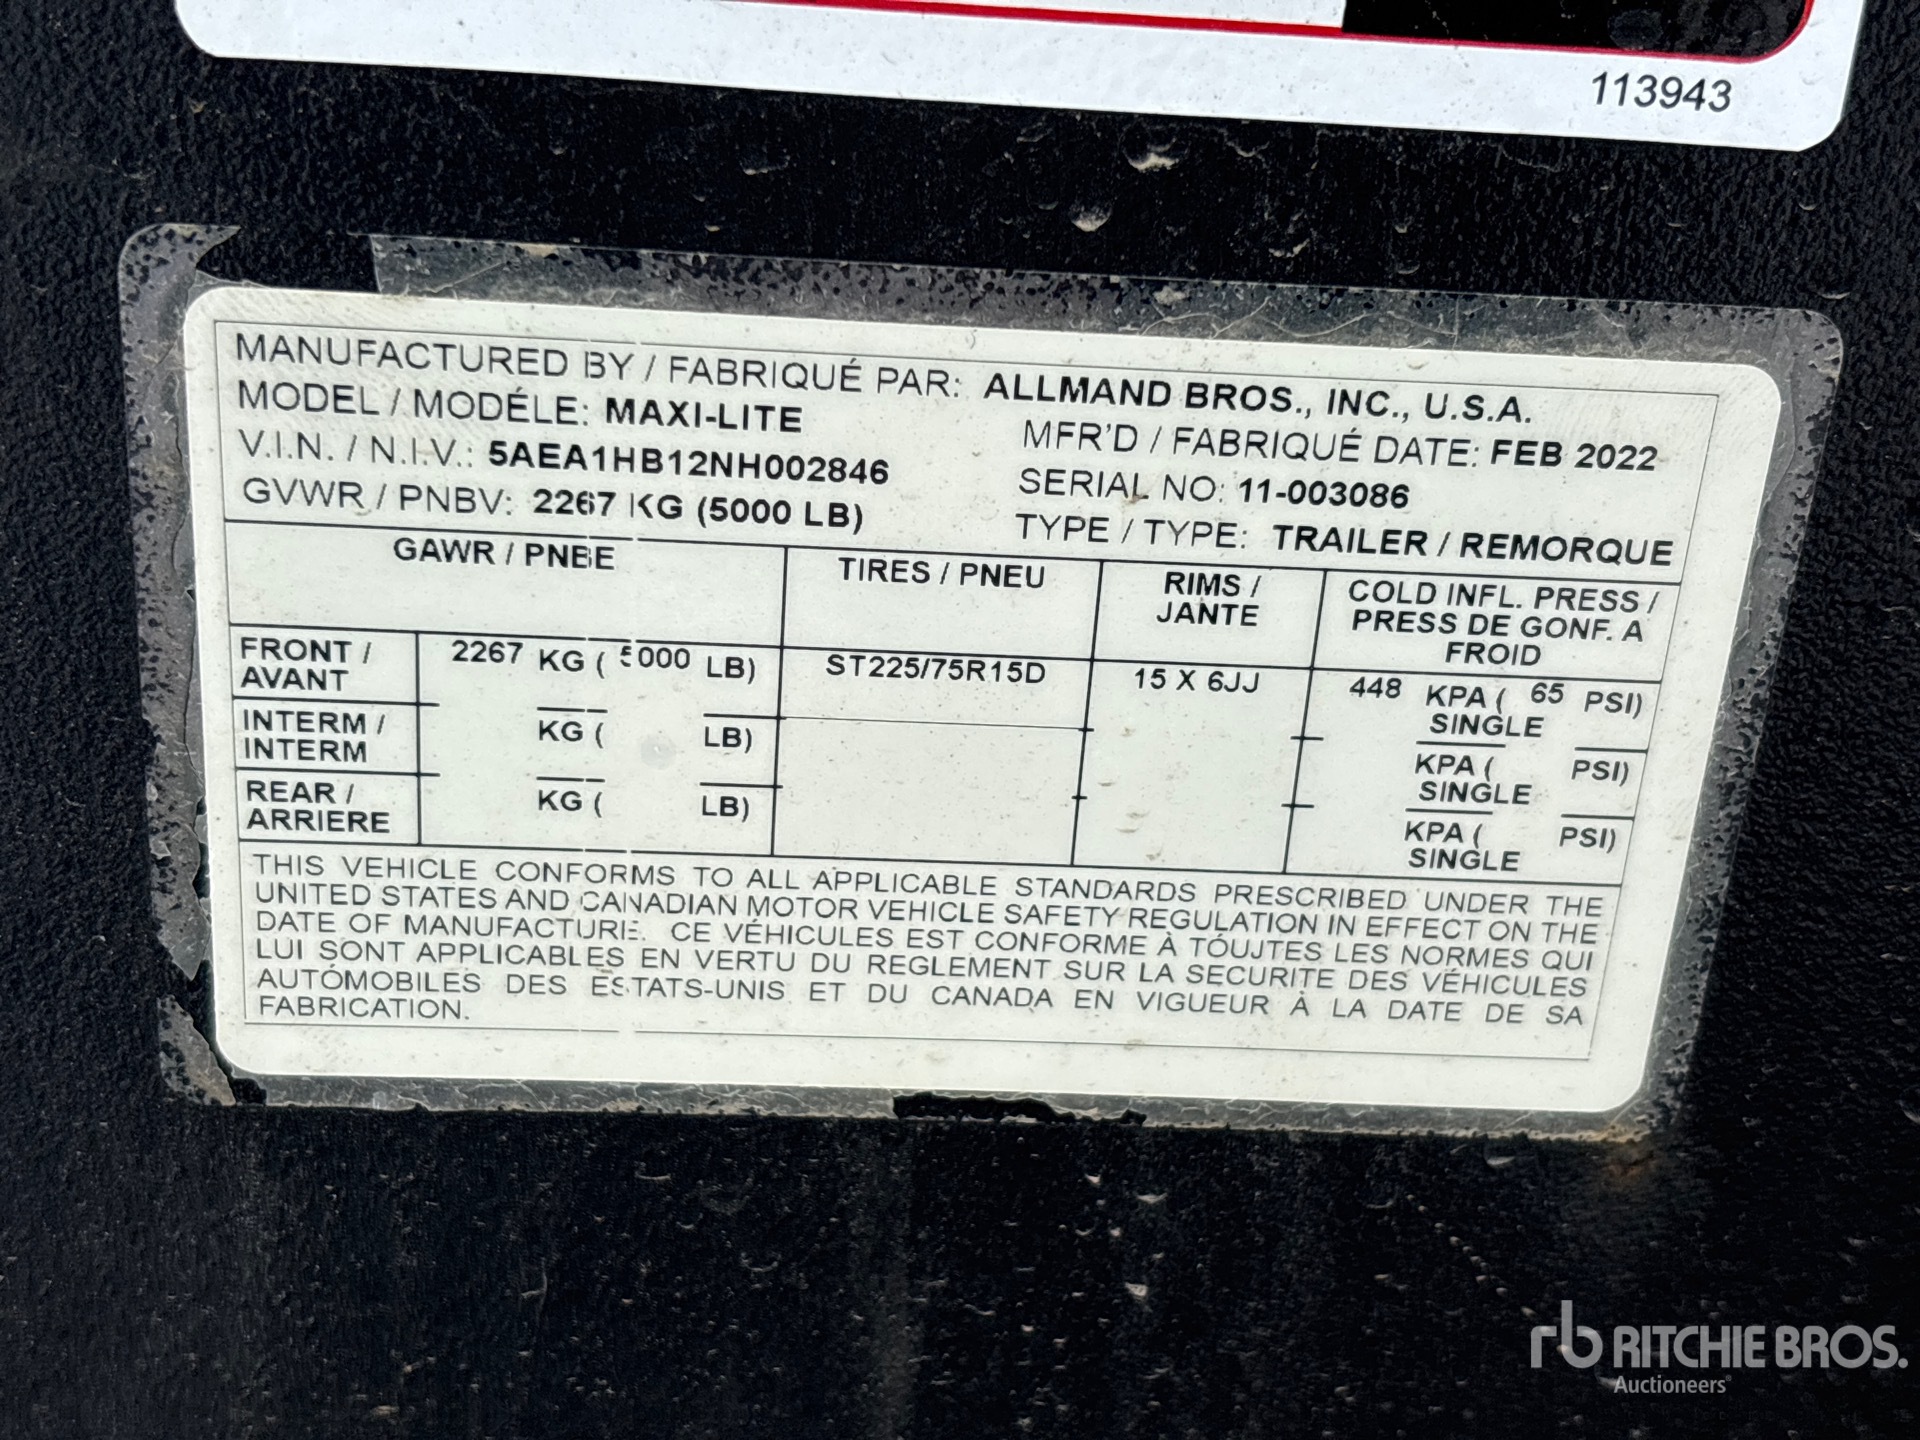 113943
MANUFACTURED BY / FABRIQUÉ PAR: ALLMAND BROS., INC., U.S.A.
MODEL / MODÉLE: MAXI-LITE
MFR'D / FABRIQUÉ DATE: FEB 2022
V.I.N. / N.I.V.: 5AEA1HB12NH002846
SERIAL NO: 11-003086
GVWR / PNBV: 2267 KG (5000 LB)
TYPE / TYPE: TRAILER / REMORQUE
GAWR / PNBE
TIRES / PNEU
RIMS /
JANTE
COLD INFL. PRESS /
PRESS DE GONF. A
FROID
FRONT /
AVANT
2267 KG ( 5000 LB)
ST225/75R15D
15 X 6JJ
448 KPA ( 65 PSI)
SINGLE
INTERM /
INTERM
KG ( LB)
KPA ( PSI)
SINGLE
REAR /
ARRIERE
KG ( LB)
KPA ( PSI)
SINGLE
THIS VEHICLE CONFORMS TO ALL APPLICABLE STANDARDS PRESCRIBED UNDER THE
UNITED STATES AND CANADIAN MOTOR VEHICLE SAFETY REGULATION IN EFFECT ON THE
DATE OF MANUFACTURE. CE VÉHICULES EST CONFORME À TÓUJTES LES NORMES QUI
LUI SONT APPLICABLES EN VERTU DU REGLEMENT SUR LA SECURITE DES VÉHICULES
AUTÓMOBILES DES ESTATS-UNIS ET DU CANADA EN VIGUEUR À LA DATE DE SA
FABRICATION.
rb RITCHIE BROS.
Auctioneers